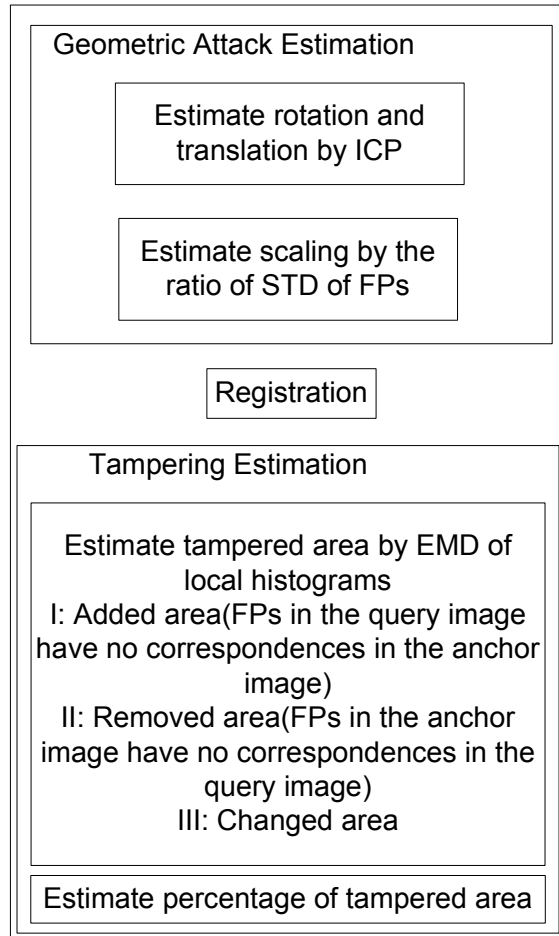 Geometric Attack Estimation
Estimate rotation and
translation by ICP
Estimate scaling by the
ratio of STD of FPs
Registration
Tampering Estimation
Estimate tampered area by EMD of
local histograms
I: Added area(FPs in the query image
have no correspondences in the anchor
image)
II: Removed area(FPs in the anchor
image have no correspondences in the
query image)
III: Changed area
Estimate percentage of tampered area